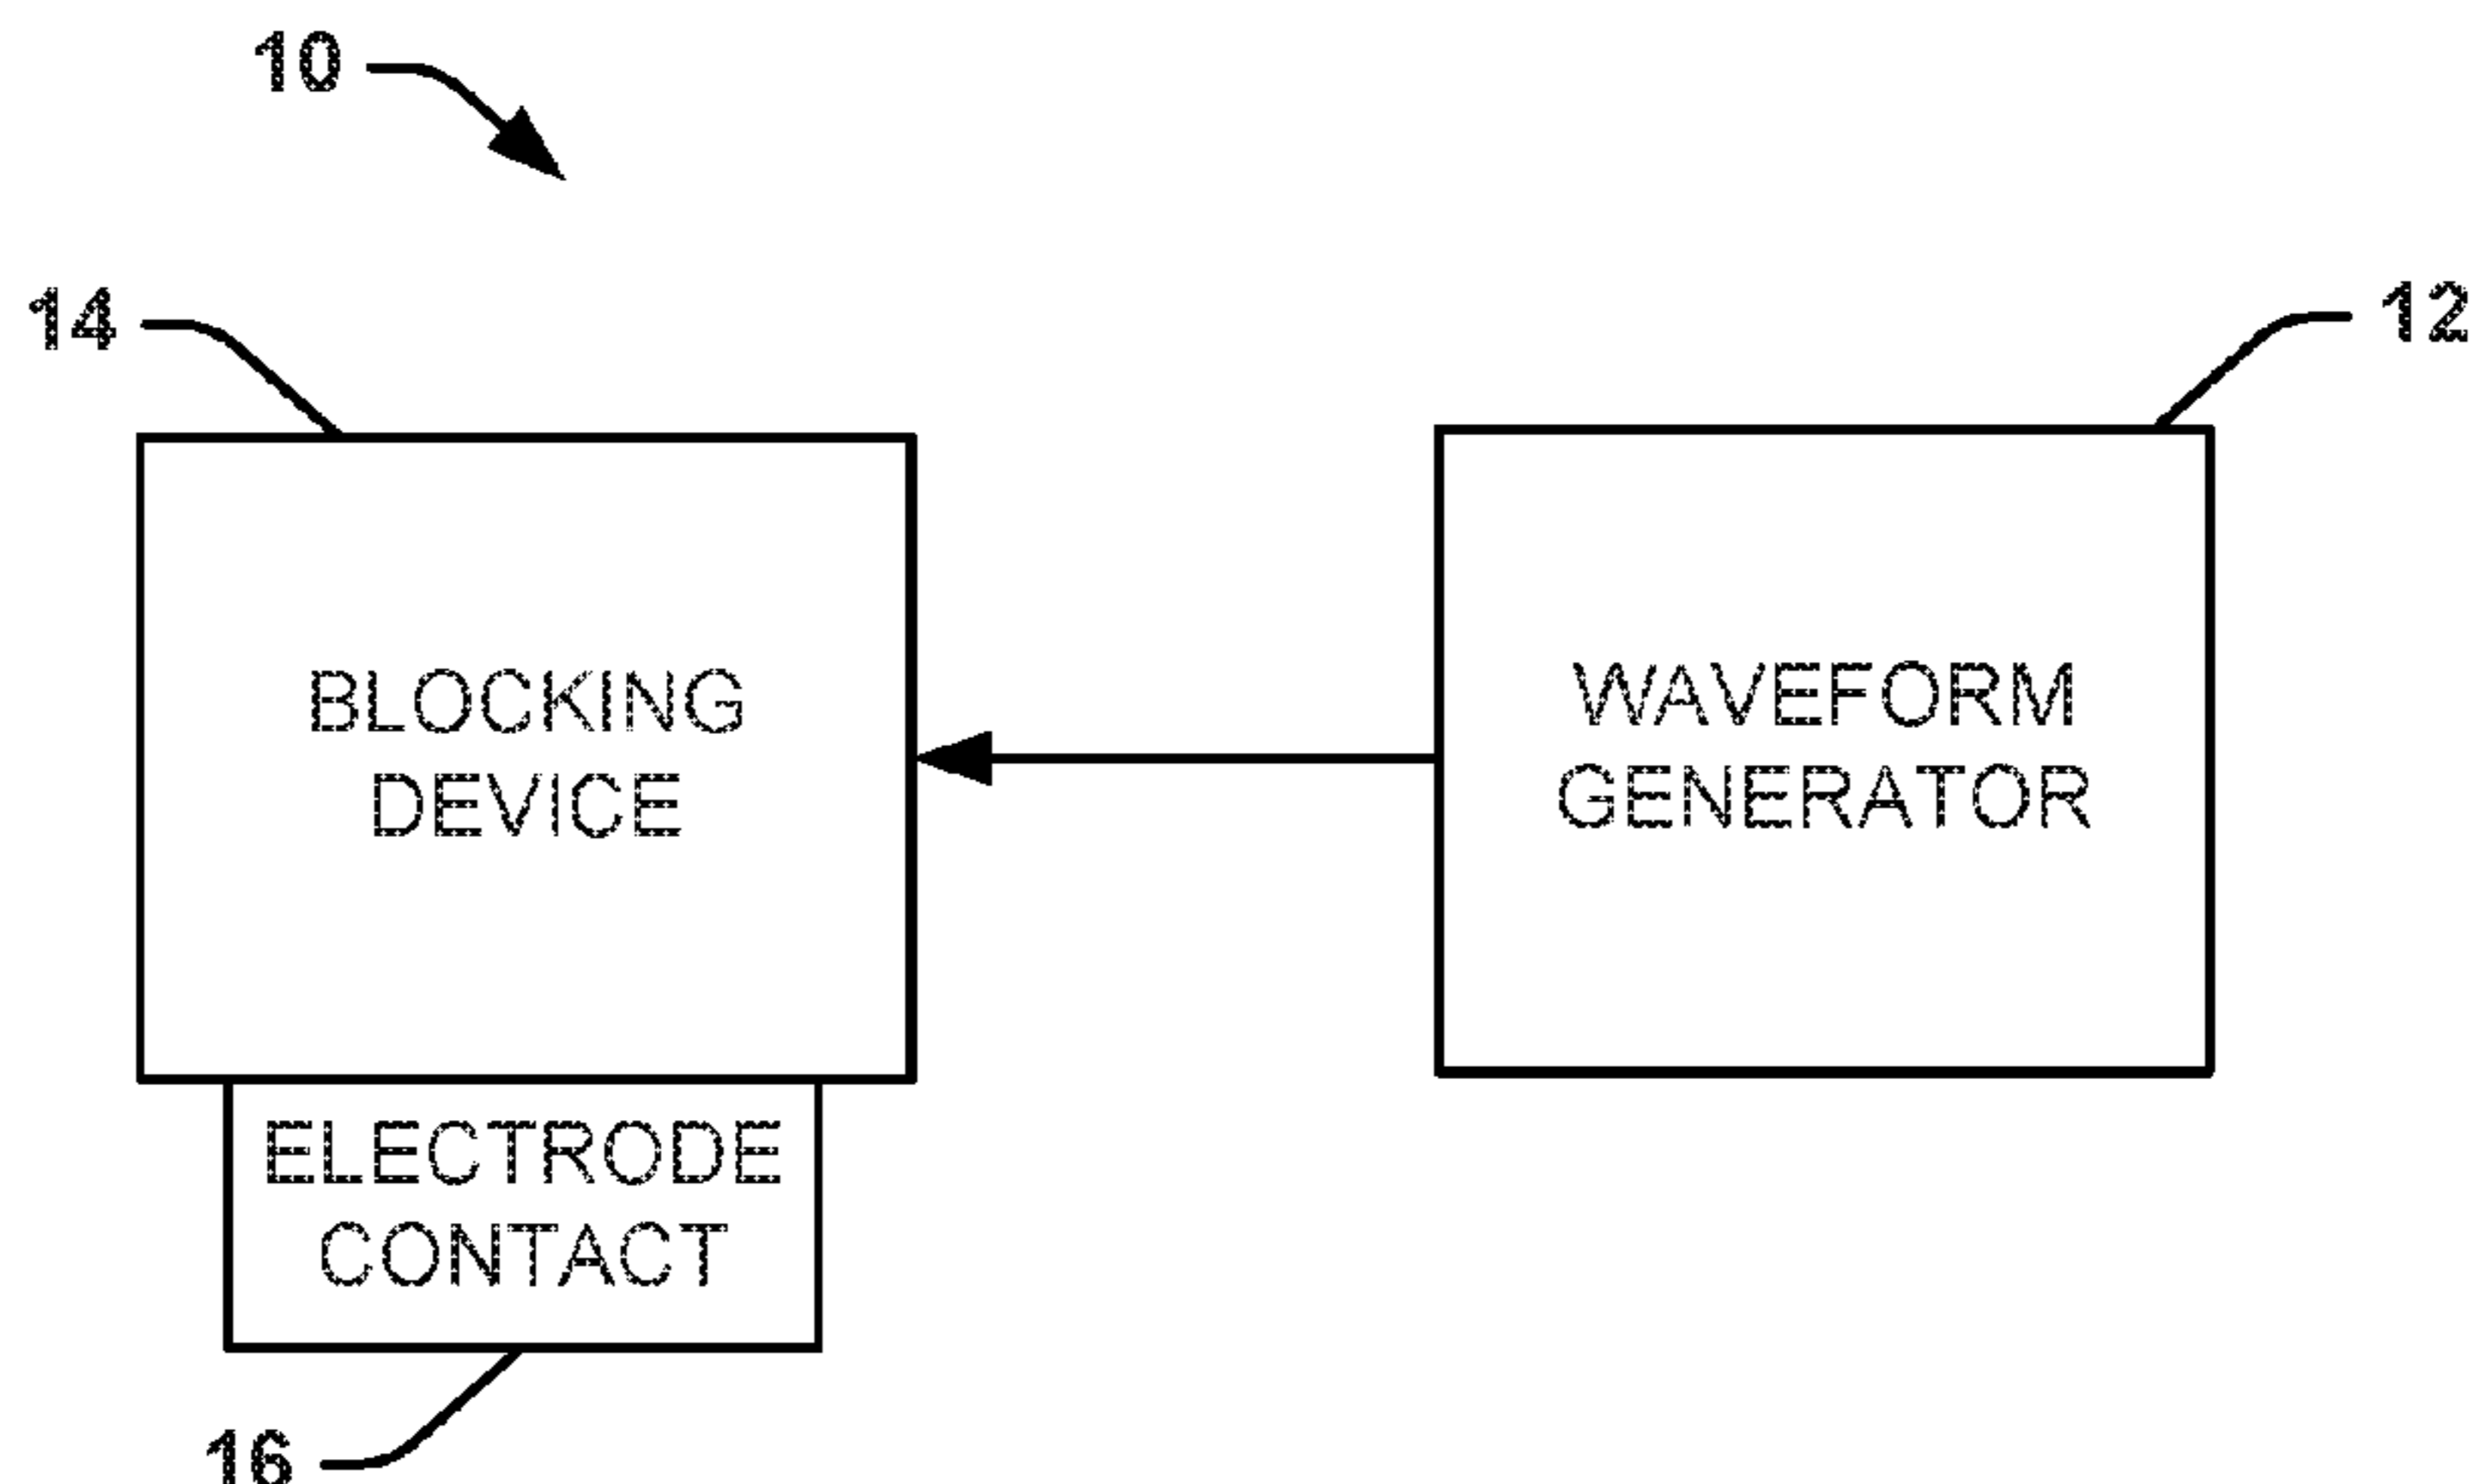 10
14
12
BLOCKING
DEVICE
WAVEFORM
GENERATOR
ELECTRODE
CONTACT
16